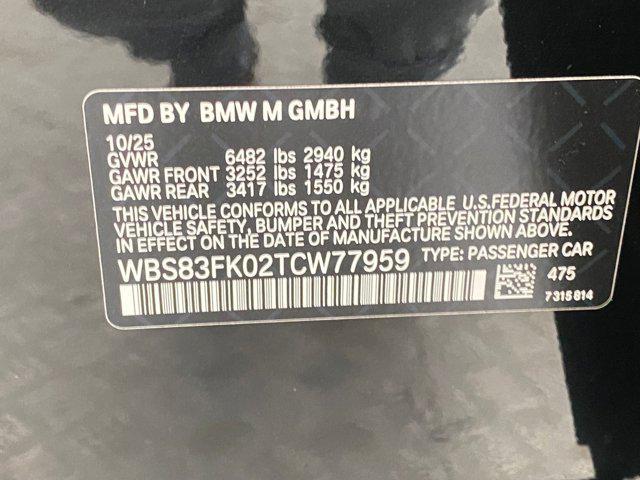 MFD BY BMW M GMBH
10/25
GVWR 6482 lbs 2940 kg
GAWR FRONT 3252 lbs 1475 kg
GAWR REAR 3417 lbs 1550 kg
THIS VEHICLE CONFORMS TO ALL APPLICABLE U.S.FEDERAL MOTOR
VEHICLE SAFETY, BUMPER AND THEFT PREVENTION STANDARDS
IN EFFECT ON THE DATE OF MANUFACTURE SHOWN ABOVE.
WBS83FK02TCW77959 TYPE: PASSENGER CAR
475
7315814